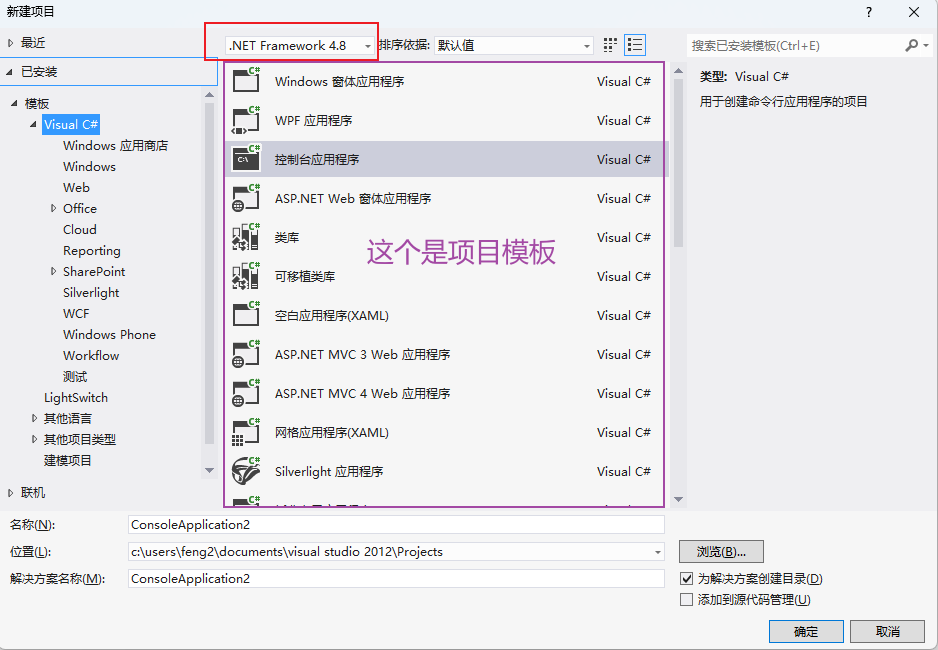 新建项目
? ×
最近
.NET Framework 4.8
排序依据: 默认值
搜索已安装模板(Ctrl+E)
已安装
模板
Visual C#
Windows 应用商店
Windows
Web
Office
Cloud
Reporting
SharePoint
Silverlight
WCF
Windows Phone
Workflow
测试
LightSwitch
其他语言
其他项目类型
建模项目
联机
Windows 窗体应用程序 Visual C#
WPF 应用程序 Visual C#
C:\ 控制台应用程序 Visual C#
ASP.NET Web 窗体应用程序 Visual C#
类库 Visual C#
可移植类库 Visual C#
空白应用程序(XAML) Visual C#
ASP.NET MVC 3 Web 应用程序 Visual C#
ASP.NET MVC 4 Web 应用程序 Visual C#
网格应用程序(XAML) Visual C#
Silverlight 应用程序 Visual C#
这个是项目模板
类型: Visual C#
用于创建命令行应用程序的项目
名称(N): ConsoleApplication2
位置(L): c:\users\feng2\documents\visual studio 2012\Projects
浏览(B)...
解决方案名称(M): ConsoleApplication2
为解决方案创建目录(D)
添加到源代码管理(U)
确定 取消